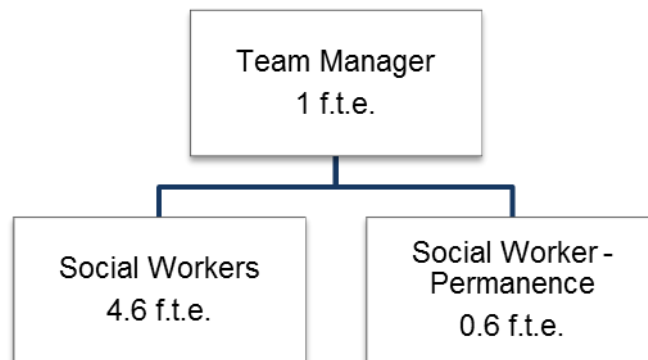 Team Manager
1 f.t.e.
Social Workers
4.6 f.t.e.
Social Worker -
Permanence
0.6 f.t.e.